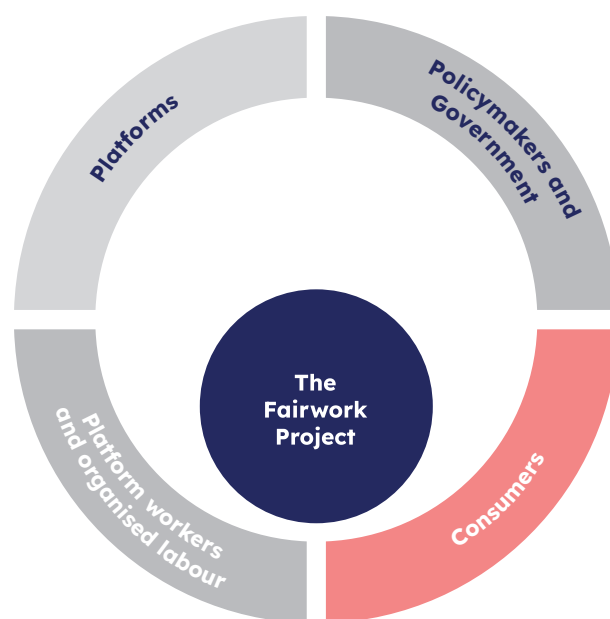 Platforms
Policymakers and
Government
The
Fairwork
Project
Platform workers
and organised labour
Consumers